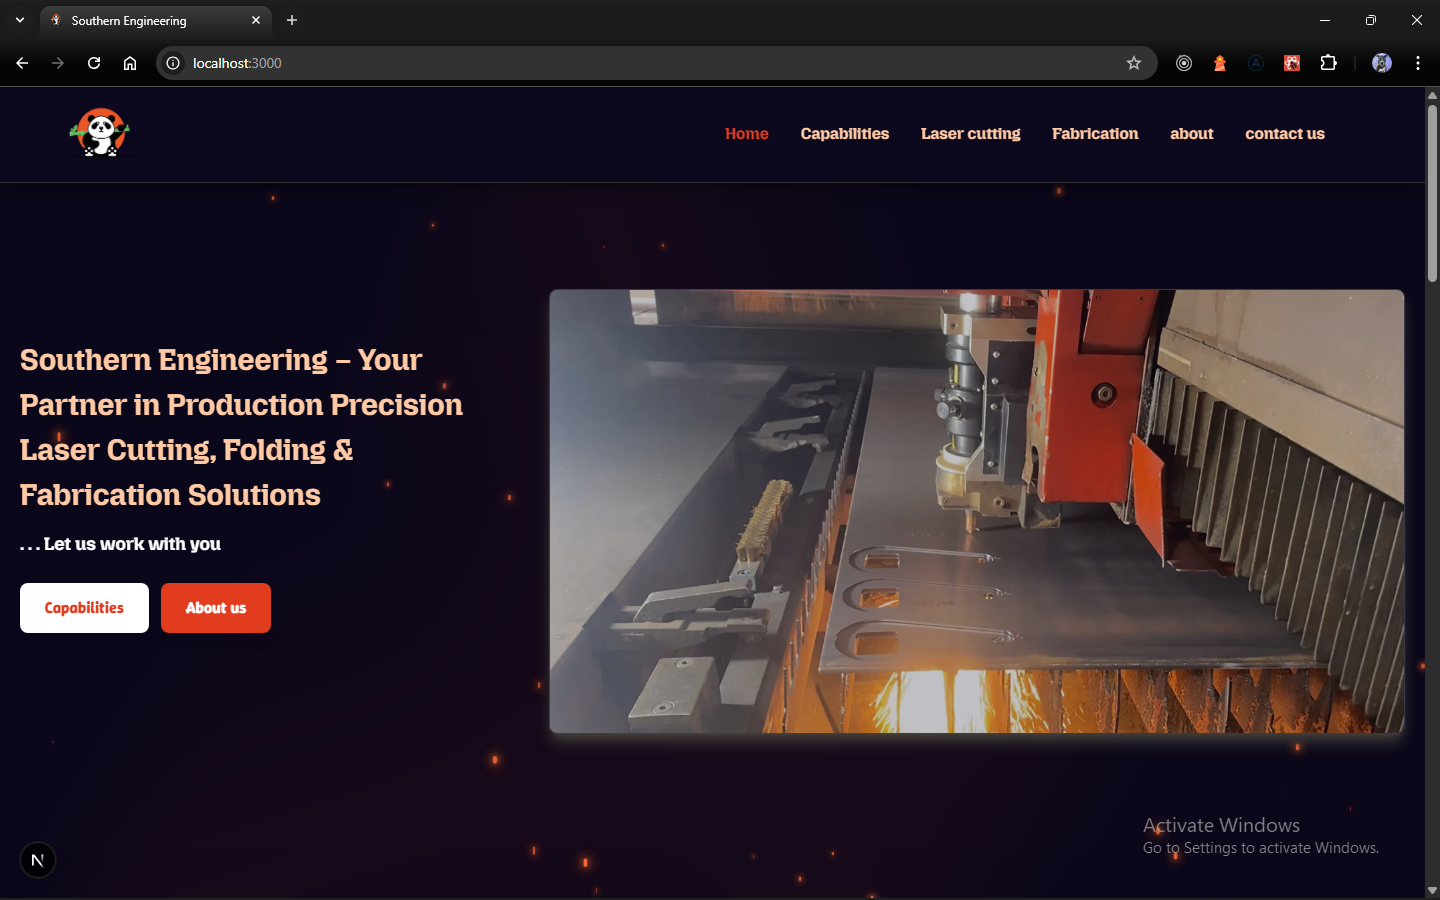 Southern Engineering
localhost:3000
Home Capabilities Laser cutting Fabrication about contact us
Southern Engineering – Your
Partner in Production Precision
Laser Cutting, Folding &
Fabrication Solutions
...Let us work with you
Capabilities About us
Activate Windows
Go to Settings to activate Windows.
N